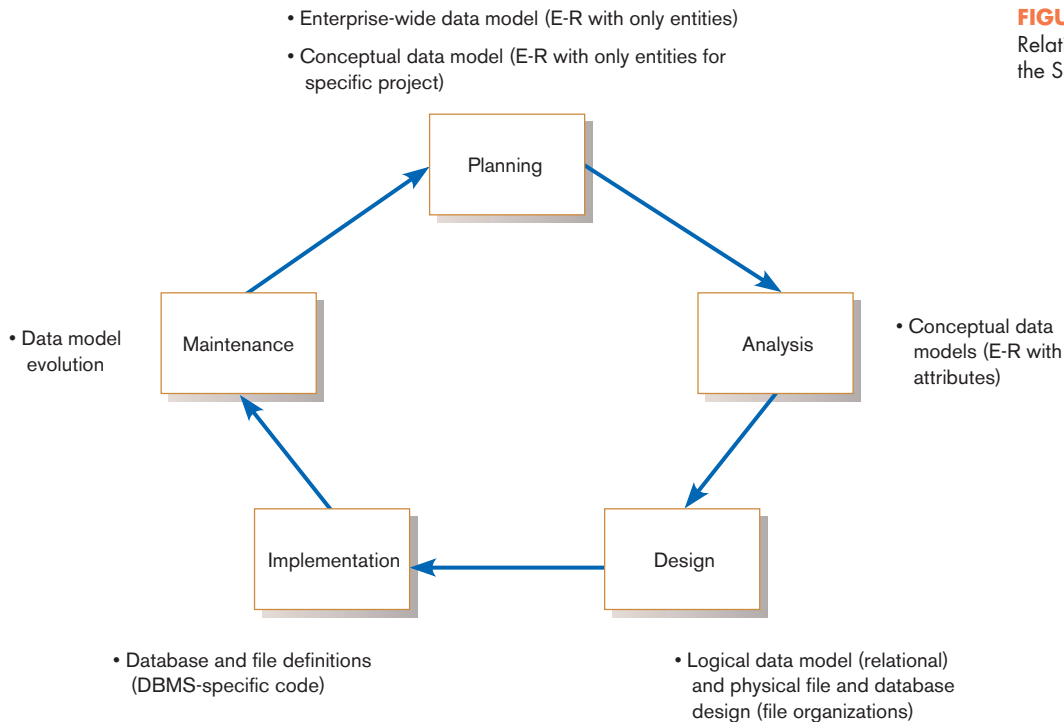 • Enterprise-wide data model (E-R with only entities)
• Conceptual data model (E-R with only entities for
specific project)
Relat
the S
Planning
Maintenance
Analysis
• Data model
evolution
• Conceptual data
models (E-R with
attributes)
Implementation
Design
• Database and file definitions
(DBMS-specific code)
• Logical data model (relational)
and physical file and database
design (file organizations)